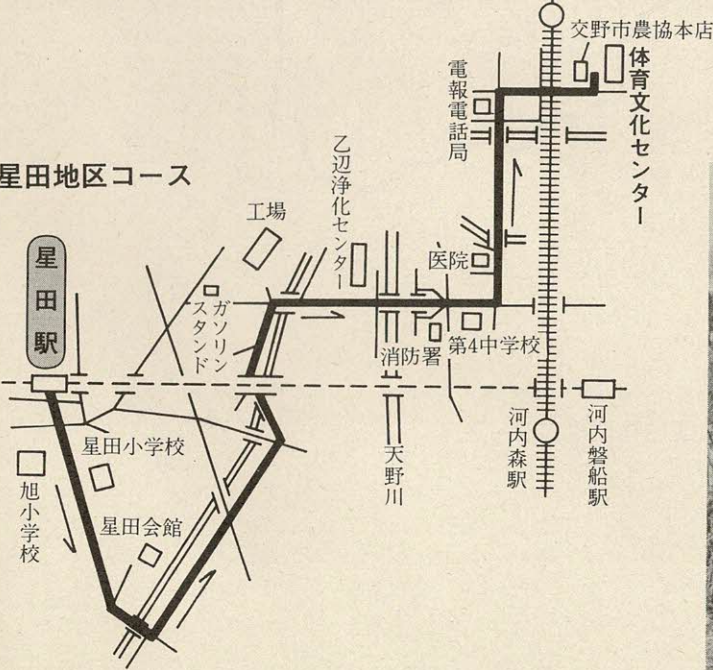 交野市農協本店
体育文化センター
電報電話局
星田地区コース
乙辺浄化センター
工場
星田駅
ガソリン
スタンド
医院
消防署
第4中学校
星田小学校
旭小学校
星田会館
天野川
河内森駅
河内磐船駅